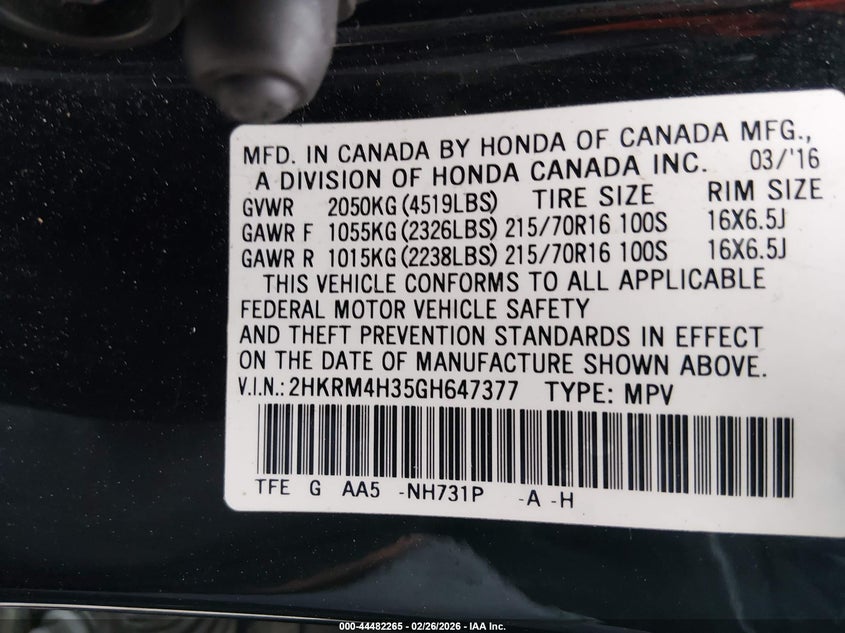 MFD. IN CANADA BY HONDA OF CANADA MFG.,
A DIVISION OF HONDA CANADA INC. 03/'16
GVWR 2050KG (4519LBS) TIRE SIZE RIM SIZE
GAWR F 1055KG (2326LBS) 215/70R16 100S 16X6.5J
GAWR R 1015KG (2238LBS) 215/70R16 100S 16X6.5J
THIS VEHICLE CONFORMS TO ALL APPLICABLE
FEDERAL MOTOR VEHICLE SAFETY
AND THEFT PREVENTION STANDARDS IN EFFECT
ON THE DATE OF MANUFACTURE SHOWN ABOVE.
V.I.N.: 2HKRM4H35GH647377 TYPE: MPV
TFE G AA5 -NH731P -A -H
000-44482265 02/26/2026 - IAA Inc.